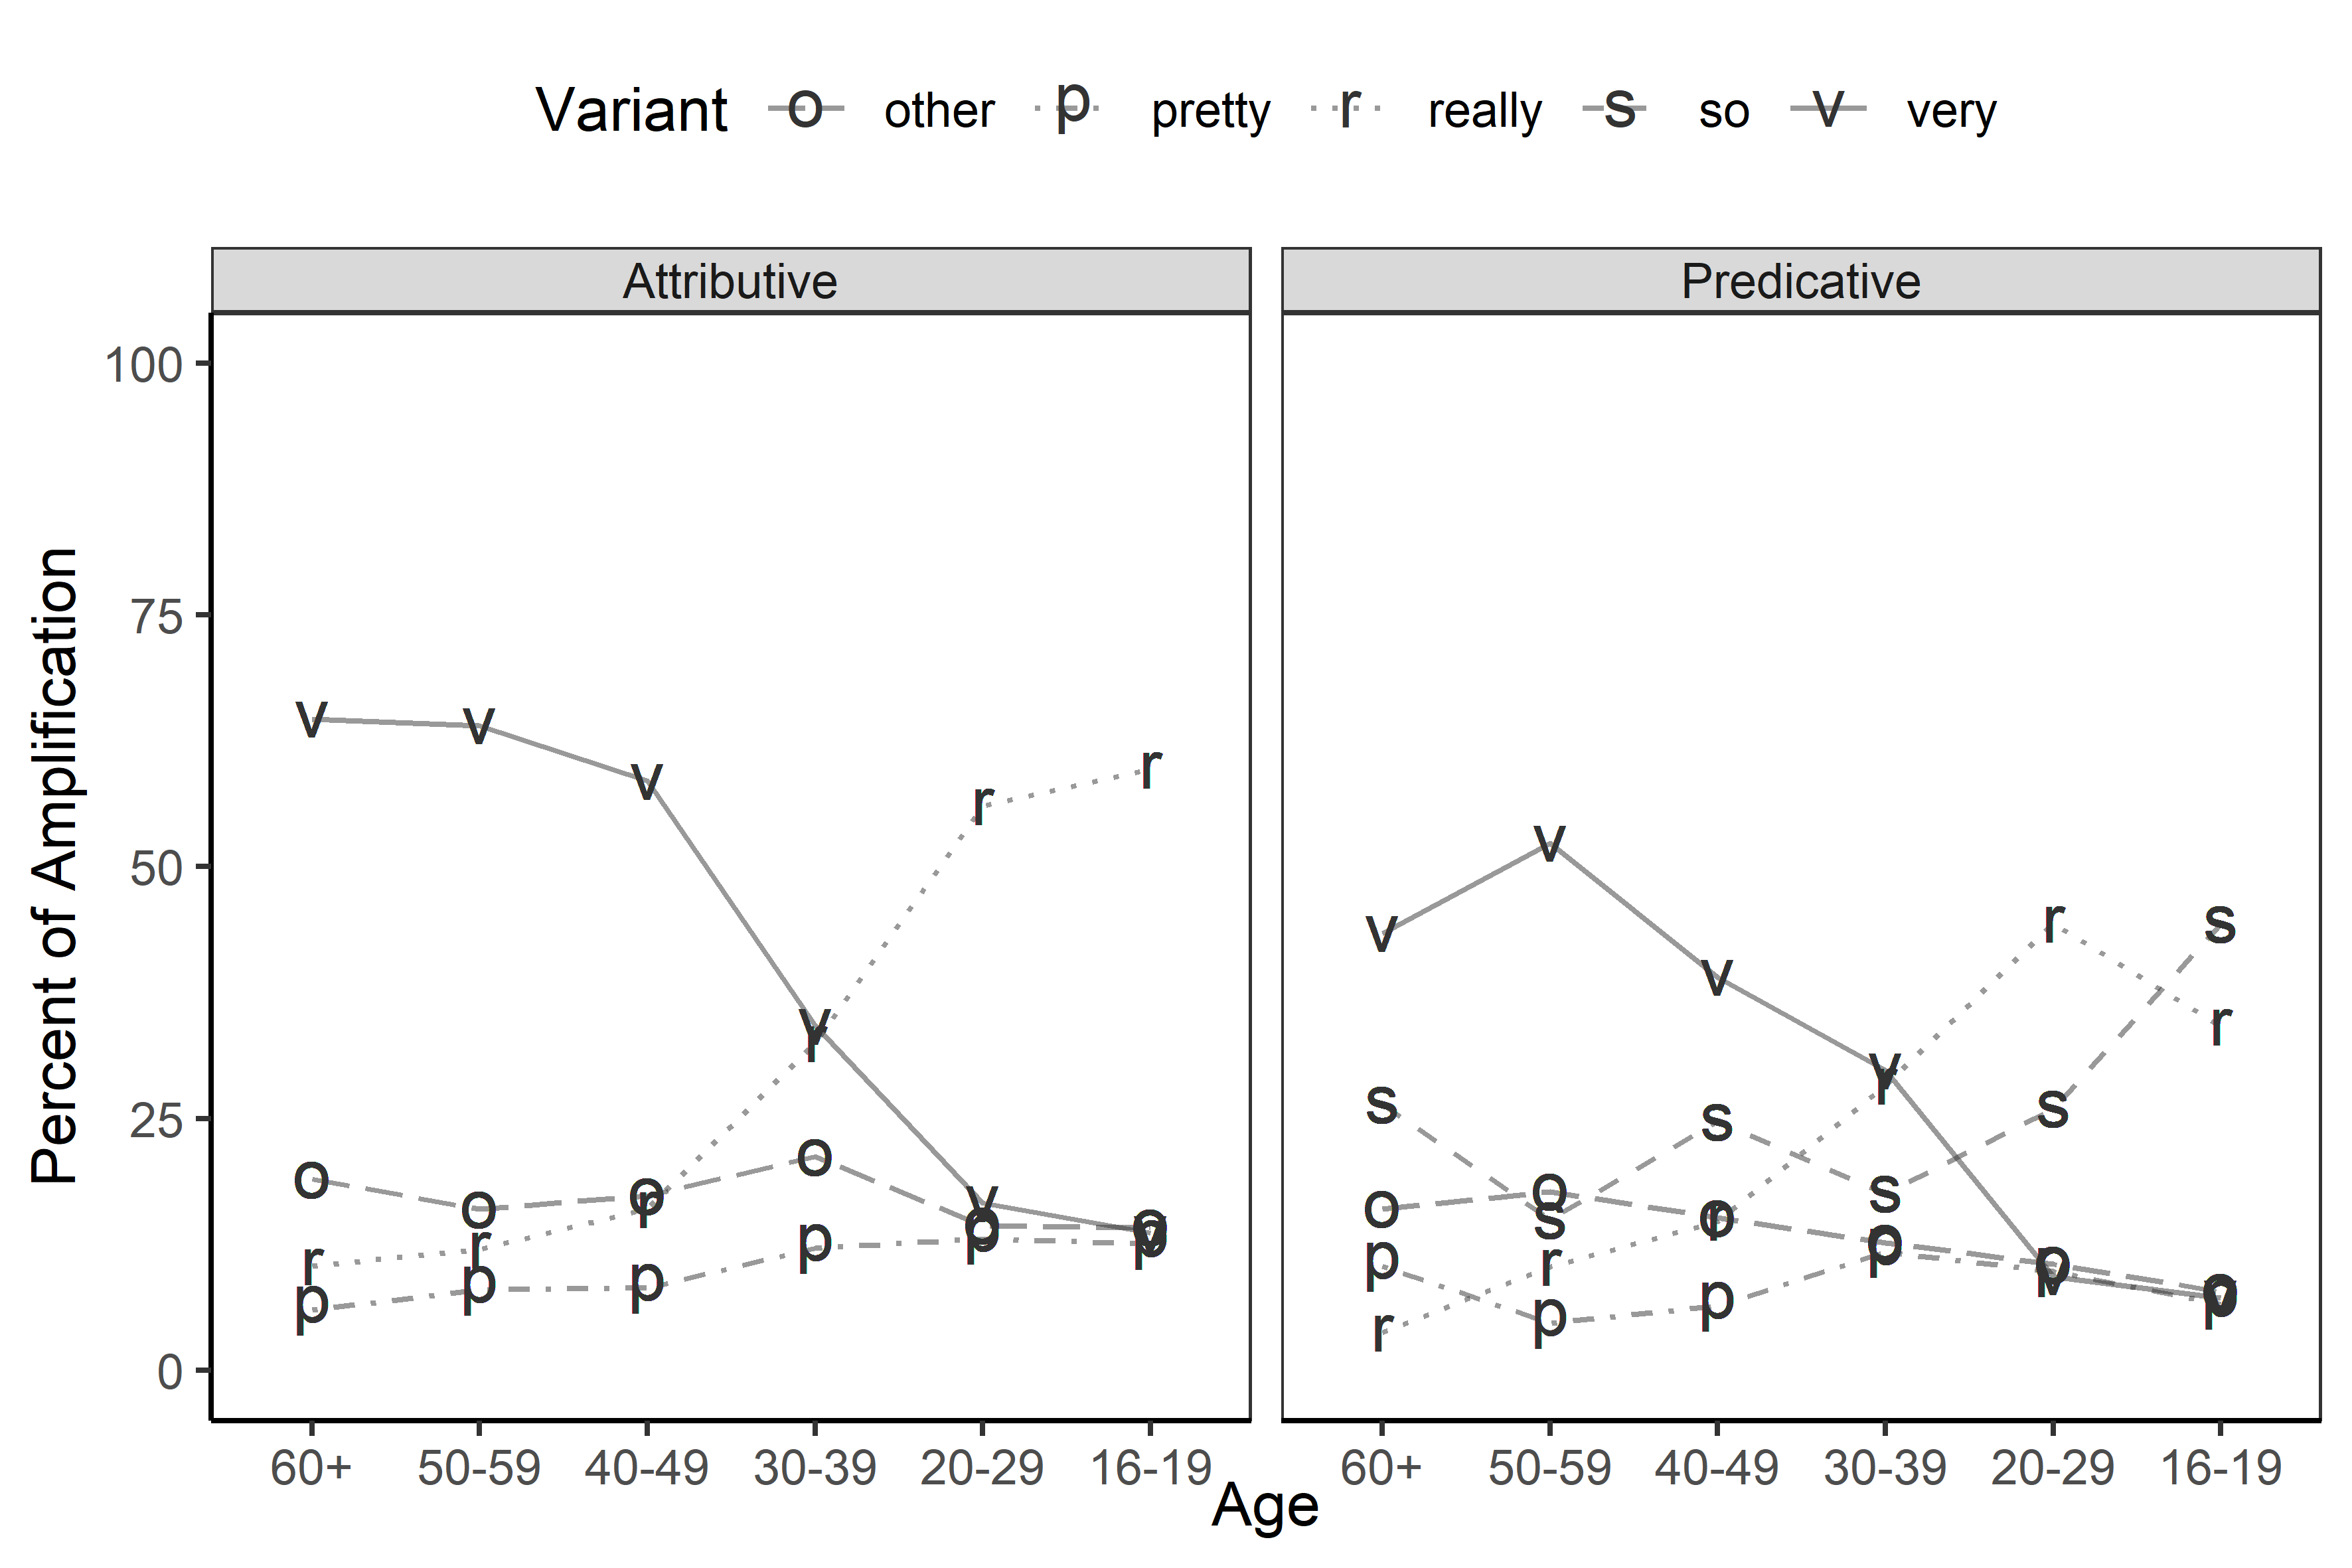 Variant o other p pretty r really s so v very
Attributive Predicative
Percent of Amplification
100
75
50
25
0
v v v v v v
r r r r r r
o o o o o o
p p p p p p
v v v v v v
s s s s s s
r r r r r r
o o o o o o
p p p p p p
60+ 50-59 40-49 30-39 20-29 16-19 60+ 50-59 40-49 30-39 20-29 16-19
Age